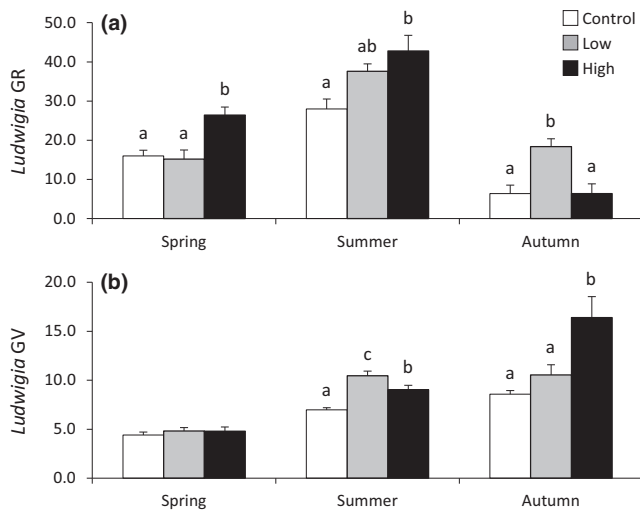 (a)
50.0
40.0
30.0
20.0
10.0
0.0
Ludwigia GR
Control
Low
High
a a b
a ab b
a b a
Spring Summer Autumn
(b)
20.0
15.0
10.0
5.0
0.0
Ludwigia GV
a c b
a a b
Spring Summer Autumn